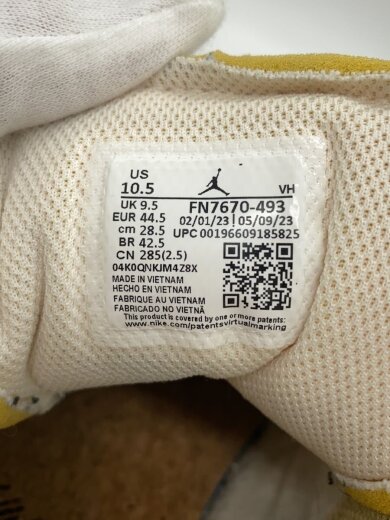 US
10.5
VH
UK 9.5
FN7670-493
EUR 44.5
02/01/23 | 05/09/23
cm 28.5
UPC 00196609185825
BR 42.5
CN 285(2.5)
04K0QNKJM4Z8X
MADE IN VIETNAM
HECHO EN VIETNAM
FABRIQUE AU VIETNAM
FABRICADO NO VIETNÃ
This product is covered by one or more patents. See
www.nike.com/patentsvirtualmarking